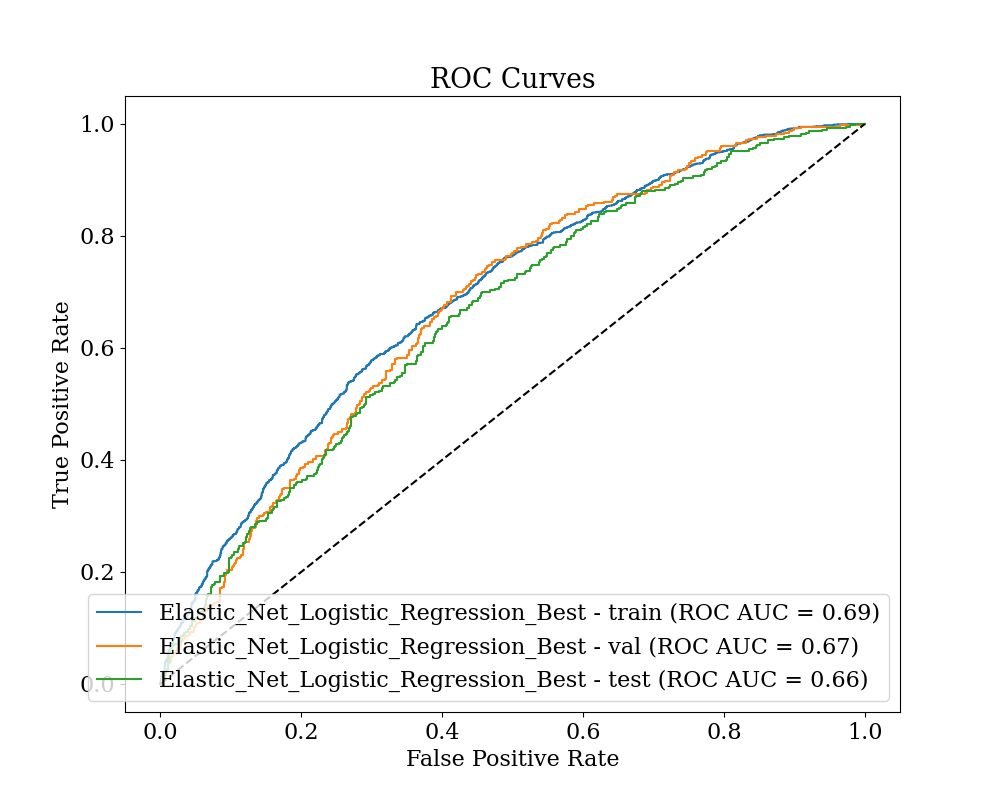 ROC Curves
1.0
0.8
0.6
0.4
0.2
0.0
True Positive Rate
Elastic_Net_Logistic_Regression_Best - train (ROC AUC = 0.69)
Elastic_Net_Logistic_Regression_Best - val (ROC AUC = 0.67)
Elastic_Net_Logistic_Regression_Best - test (ROC AUC = 0.66)
0.0 0.2 0.4 0.6 0.8 1.0
False Positive Rate